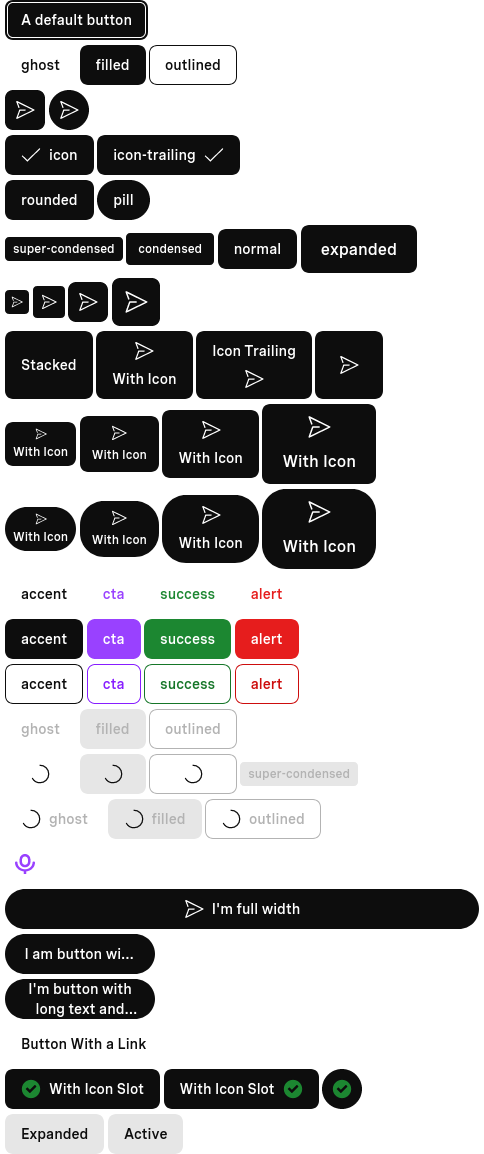 A default button
ghost filled outlined
icon icon-trailing
rounded pill
super-condensed condensed normal expanded
Stacked With Icon Icon Trailing
With Icon With Icon With Icon With Icon
With Icon With Icon With Icon With Icon
accent cta success alert
accent cta success alert
accent cta success alert
ghost filled outlined
super-condensed
ghost filled outlined
I'm full width
I am button wi...
I'm button with
long text and...
Button With a Link
With Icon Slot With Icon Slot
Expanded Active